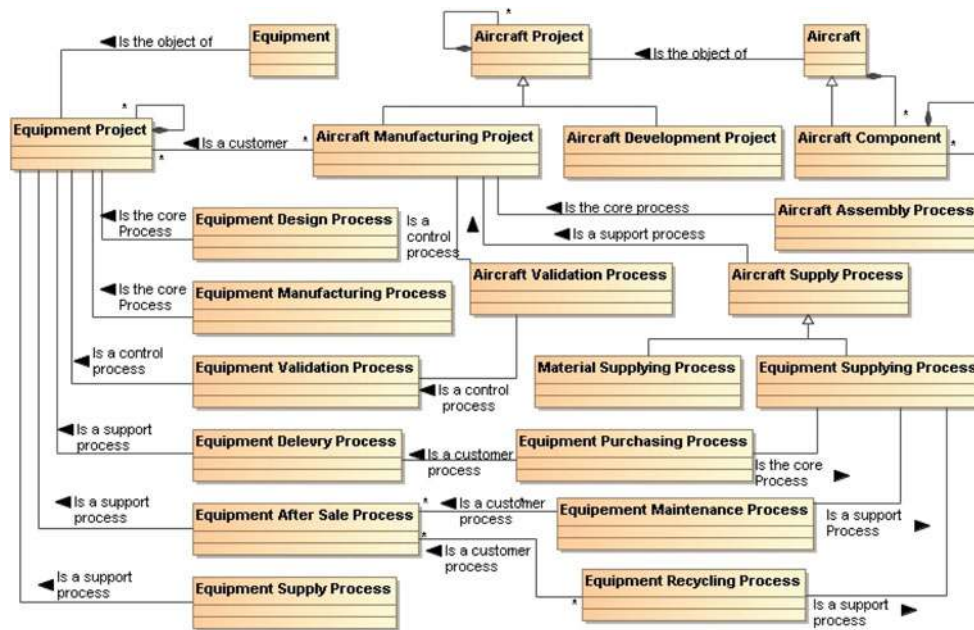 Equipment
Is the object of
Aircraft Project
*
Is the object of
Aircraft
*
Equipment Project
*
*
Is a customer
*
Aircraft Manufacturing Project
Aircraft Development Project
Aircraft Component
*
Is the core
Process
Equipment Design Process
Is a
control
process
Is the core process
Aircraft Assembly Process
Is a support process
Aircraft Validation Process
Aircraft Supply Process
Is the core
Process
Equipment Manufacturing Process
Is a control
process
Equipment Validation Process
Is a control
process
Material Supplying Process
Equipment Supplying Process
Is a support
process
Equipment Delevry Process
Is a customer
process
Equipment Purchasing Process
Is the core
Process
Is a support
process
Equipment After Sale Process
*
Is a customer
process
*
Equipement Maintenance Process
Is a support
Process
*
Is a customer
process
*
Equipment Recycling Process
Is a support
process
Is a support
process
Equipment Supply Process